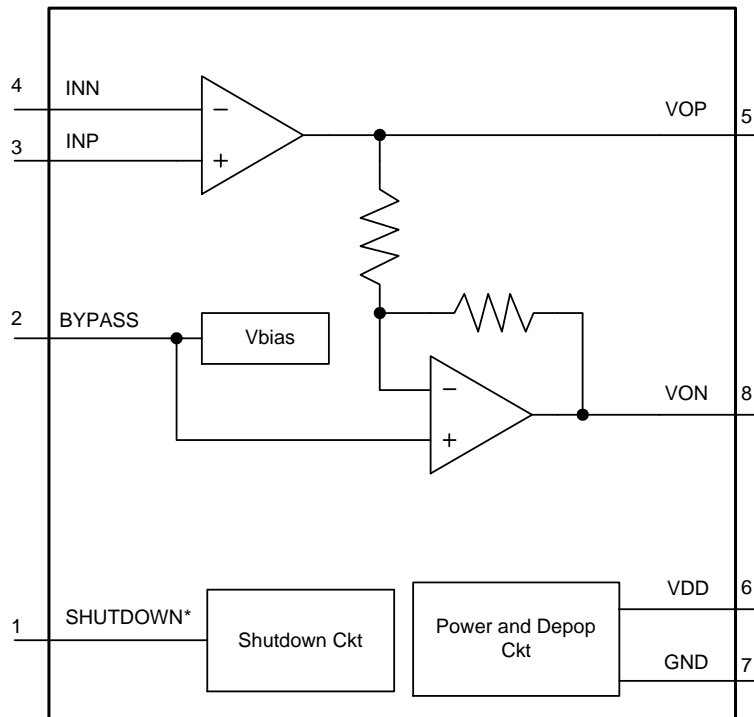 4 INN − VOP 5
3 INP +
2 BYPASS Vbias
− VON 8
+
1 SHUTDOWN* Shutdown Ckt
Power and Depop
Ckt
VDD 6
GND 7